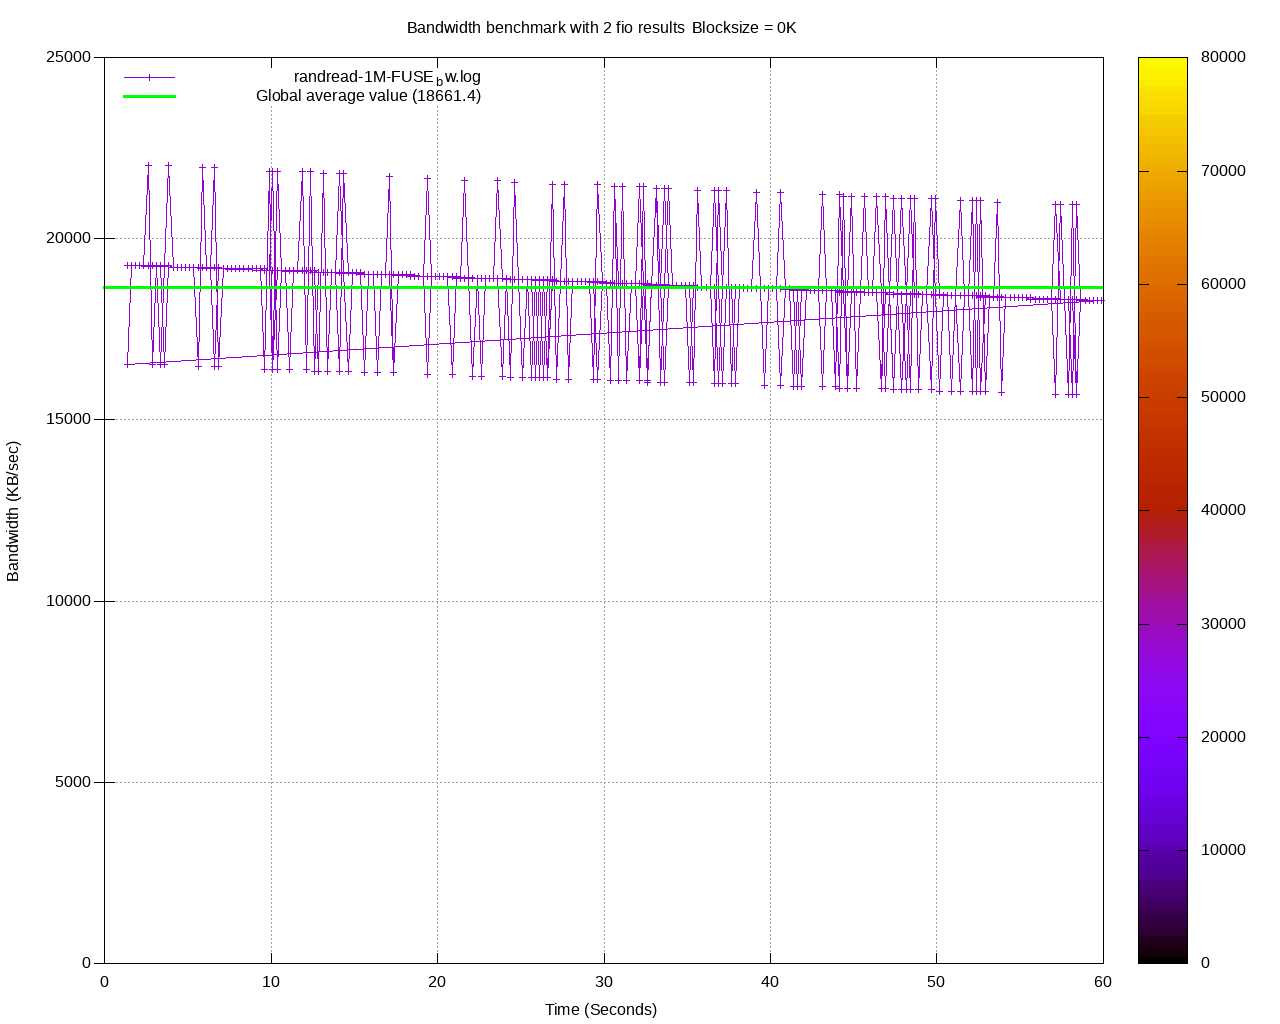 Bandwidth benchmark with 2 fio results Blocksize = 0K
randread-1M-FUSEbw.log
Global average value (18661.4)
25000
20000
15000
10000
5000
0
Bandwidth (KB/sec)
0 10 20 30 40 50 60
Time (Seconds)
80000
70000
60000
50000
40000
30000
20000
10000
0